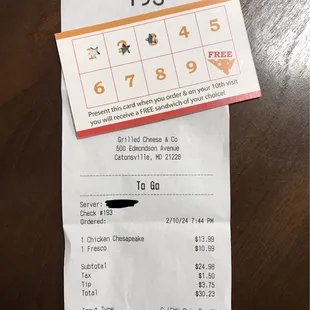 193
4 5
6 7 8 9 FREE
Present this card when you order & on your 10th visit
you will receive a FREE sandwich of your choice!
Grilled Cheese & Co
500 Edmondson Avenue
Catonsville, MD 21228
To Go
Server:
Check #193
Ordered: 2/10/24 7:44 PM
1 Chicken Chesapeake $13.99
1 Fresco $10.99
Subtotal $24.98
Tax $1.50
Tip $3.75
Total $30.23
Input Type